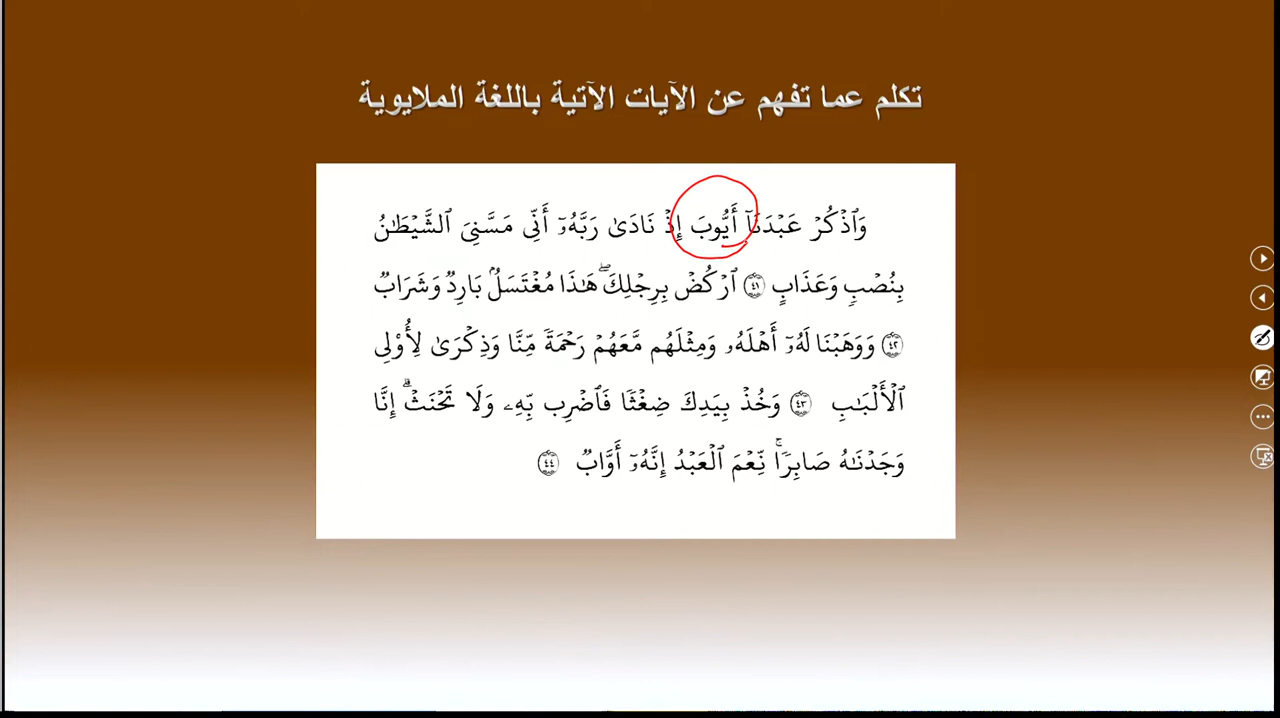 تكلم عما تفهم عن الآيات الآتية باللغة الملايوية
وَٱذۡكُرۡ عَبۡدَنَآ أَيُّوبَ إِذۡ نَادَىٰ رَبَّهُۥٓ أَنِّي مَسَّنِيَ ٱلشَّيۡطَٰنُ
بِنُصۡبٖ وَعَذَابٍ ٤١ ٱرۡكُضۡ بِرِجۡلِكَۖ هَٰذَا مُغۡتَسَلُۢ بَارِدٞ وَشَرَابٞ
٤٢ وَوَهَبۡنَا لَهُۥٓ أَهۡلَهُۥ وَمِثۡلَهُم مَّعَهُمۡ رَحۡمَةٗ مِّنَّا وَذِكۡرَىٰ لِأُوْلِي
ٱلۡأَلۡبَٰبِ ٤٣ وَخُذۡ بِيَدِكَ ضِغۡثٗا فَٱضۡرِب بِّهِۦ وَلَا تَحۡنَثۡۗ إِنَّا
وَجَدۡنَٰهُ صَابِرٗاۚ نِّعۡمَ ٱلۡعَبۡدُ إِنَّهُۥٓ أَوَّابٞ ٤٤